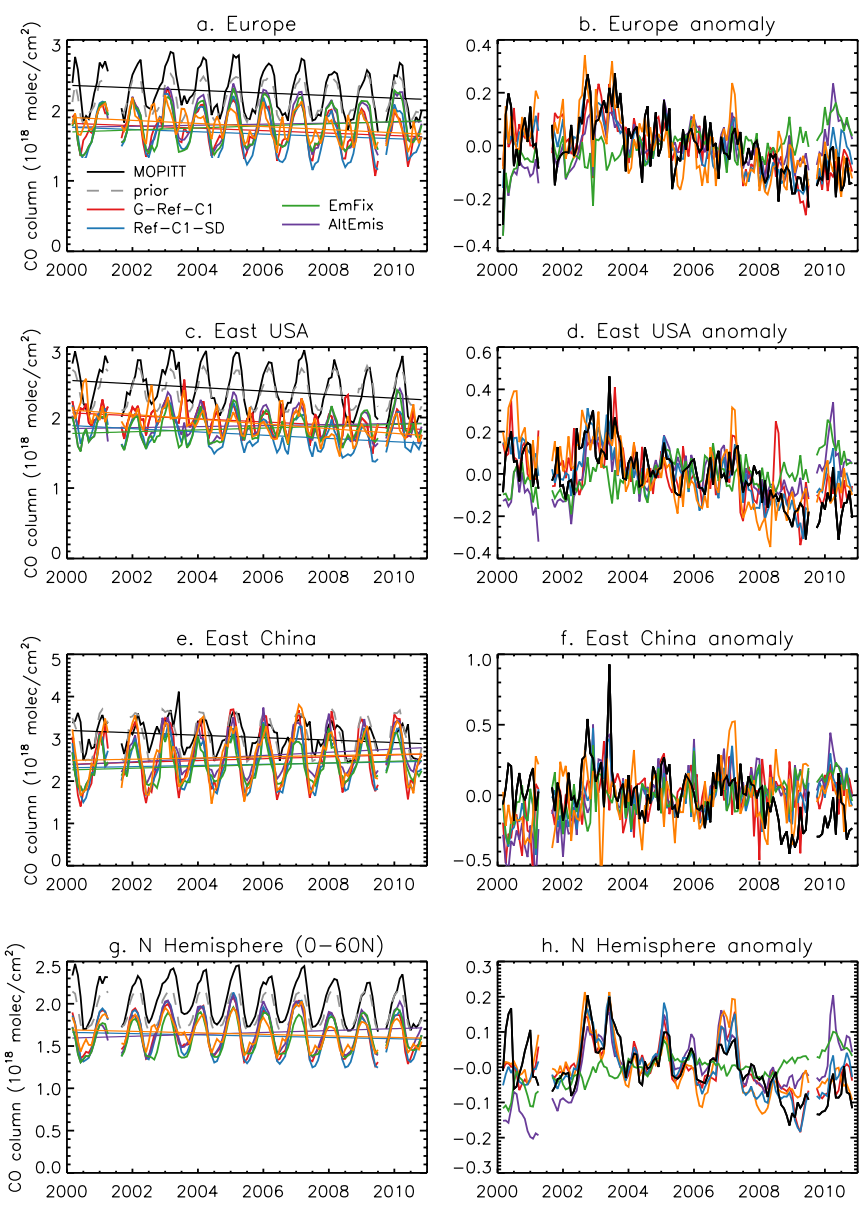 a. Europe
b. Europe anomaly
CO column (10¹⁸ molec/cm²)
3
2
1
0
MOPITT
prior
G-Ref-C1
Ref-C1-SD
EmFix
AltEmis
2000 2002 2004 2006 2008 2010
0.4
0.2
0.0
-0.2
-0.4
2000 2002 2004 2006 2008 2010
c. East USA
d. East USA anomaly
CO column (10¹⁸ molec/cm²)
3
2
1
0
2000 2002 2004 2006 2008 2010
0.6
0.4
0.2
0.0
-0.2
-0.4
2000 2002 2004 2006 2008 2010
e. East China
f. East China anomaly
CO column (10¹⁸ molec/cm²)
5
4
3
2
1
0
2000 2002 2004 2006 2008 2010
1.0
0.5
0.0
-0.5
2000 2002 2004 2006 2008 2010
g. N Hemisphere (0-60N)
h. N Hemisphere anomaly
CO column (10¹⁸ molec/cm²)
2.5
2.0
1.5
1.0
0.5
0.0
2000 2002 2004 2006 2008 2010
0.3
0.2
0.1
-0.0
-0.1
-0.2
-0.3
2000 2002 2004 2006 2008 2010